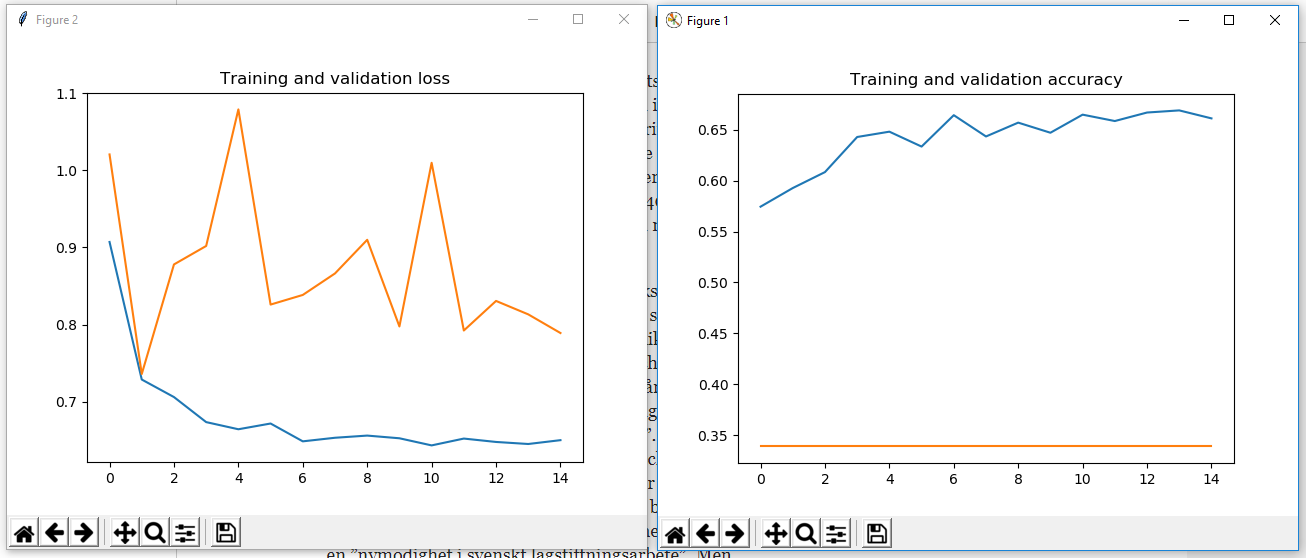 Figure 2
Figure 1
Training and validation loss
1.1
1.0
0.9
0.8
0.7
0 2 4 6 8 10 12 14
Training and validation accuracy
0.65
0.60
0.55
0.50
0.45
0.40
0.35
0 2 4 6 8 10 12 14
en ”nymodighet i svenskt lagstiftningsarbete”. Men